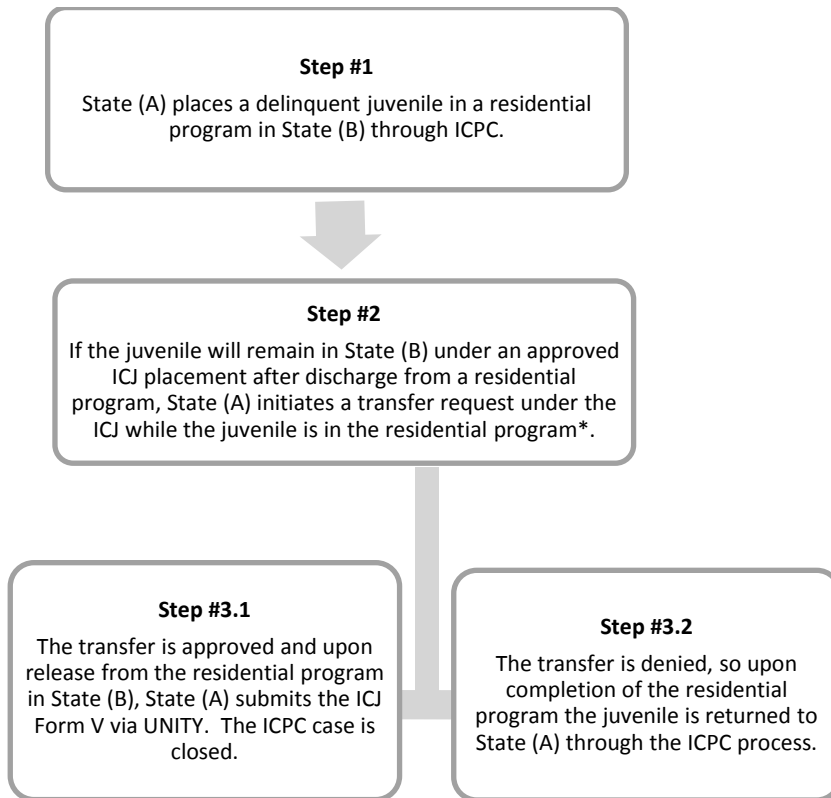 Step #1
State (A) places a delinquent juvenile in a residential
program in State (B) through ICPC.
Step #2
If the juvenile will remain in State (B) under an approved
ICJ placement after discharge from a residential
program, State (A) initiates a transfer request under the
ICJ while the juvenile is in the residential program*.
Step #3.1
The transfer is approved and upon
release from the residential program
in State (B), State (A) submits the ICJ
Form V via UNITY.  The ICPC case is
closed.
Step #3.2
The transfer is denied, so upon
completion of the residential
program the juvenile is returned to
State (A) through the ICPC process.